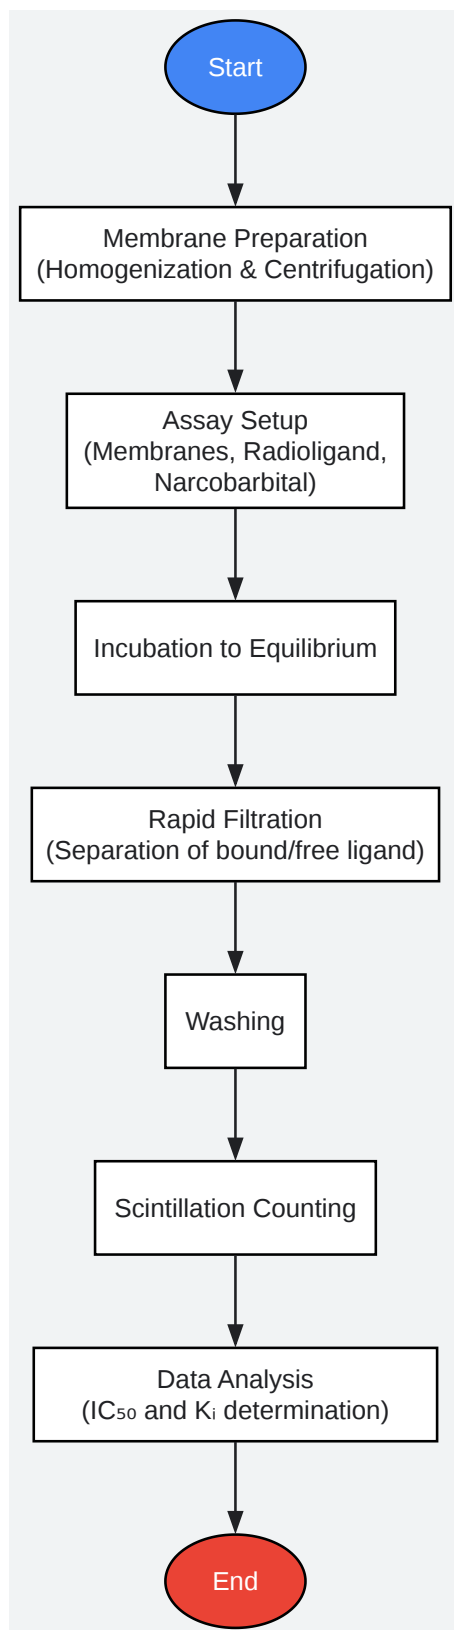 Start
Membrane Preparation
(Homogenization & Centrifugation)
Assay Setup
(Membranes, Radioligand,
Narcobarbital)
Incubation to Equilibrium
Rapid Filtration
(Separation of bound/free ligand)
Washing
Scintillation Counting
Data Analysis
(IC₅₀ and Kᵢ determination)
End